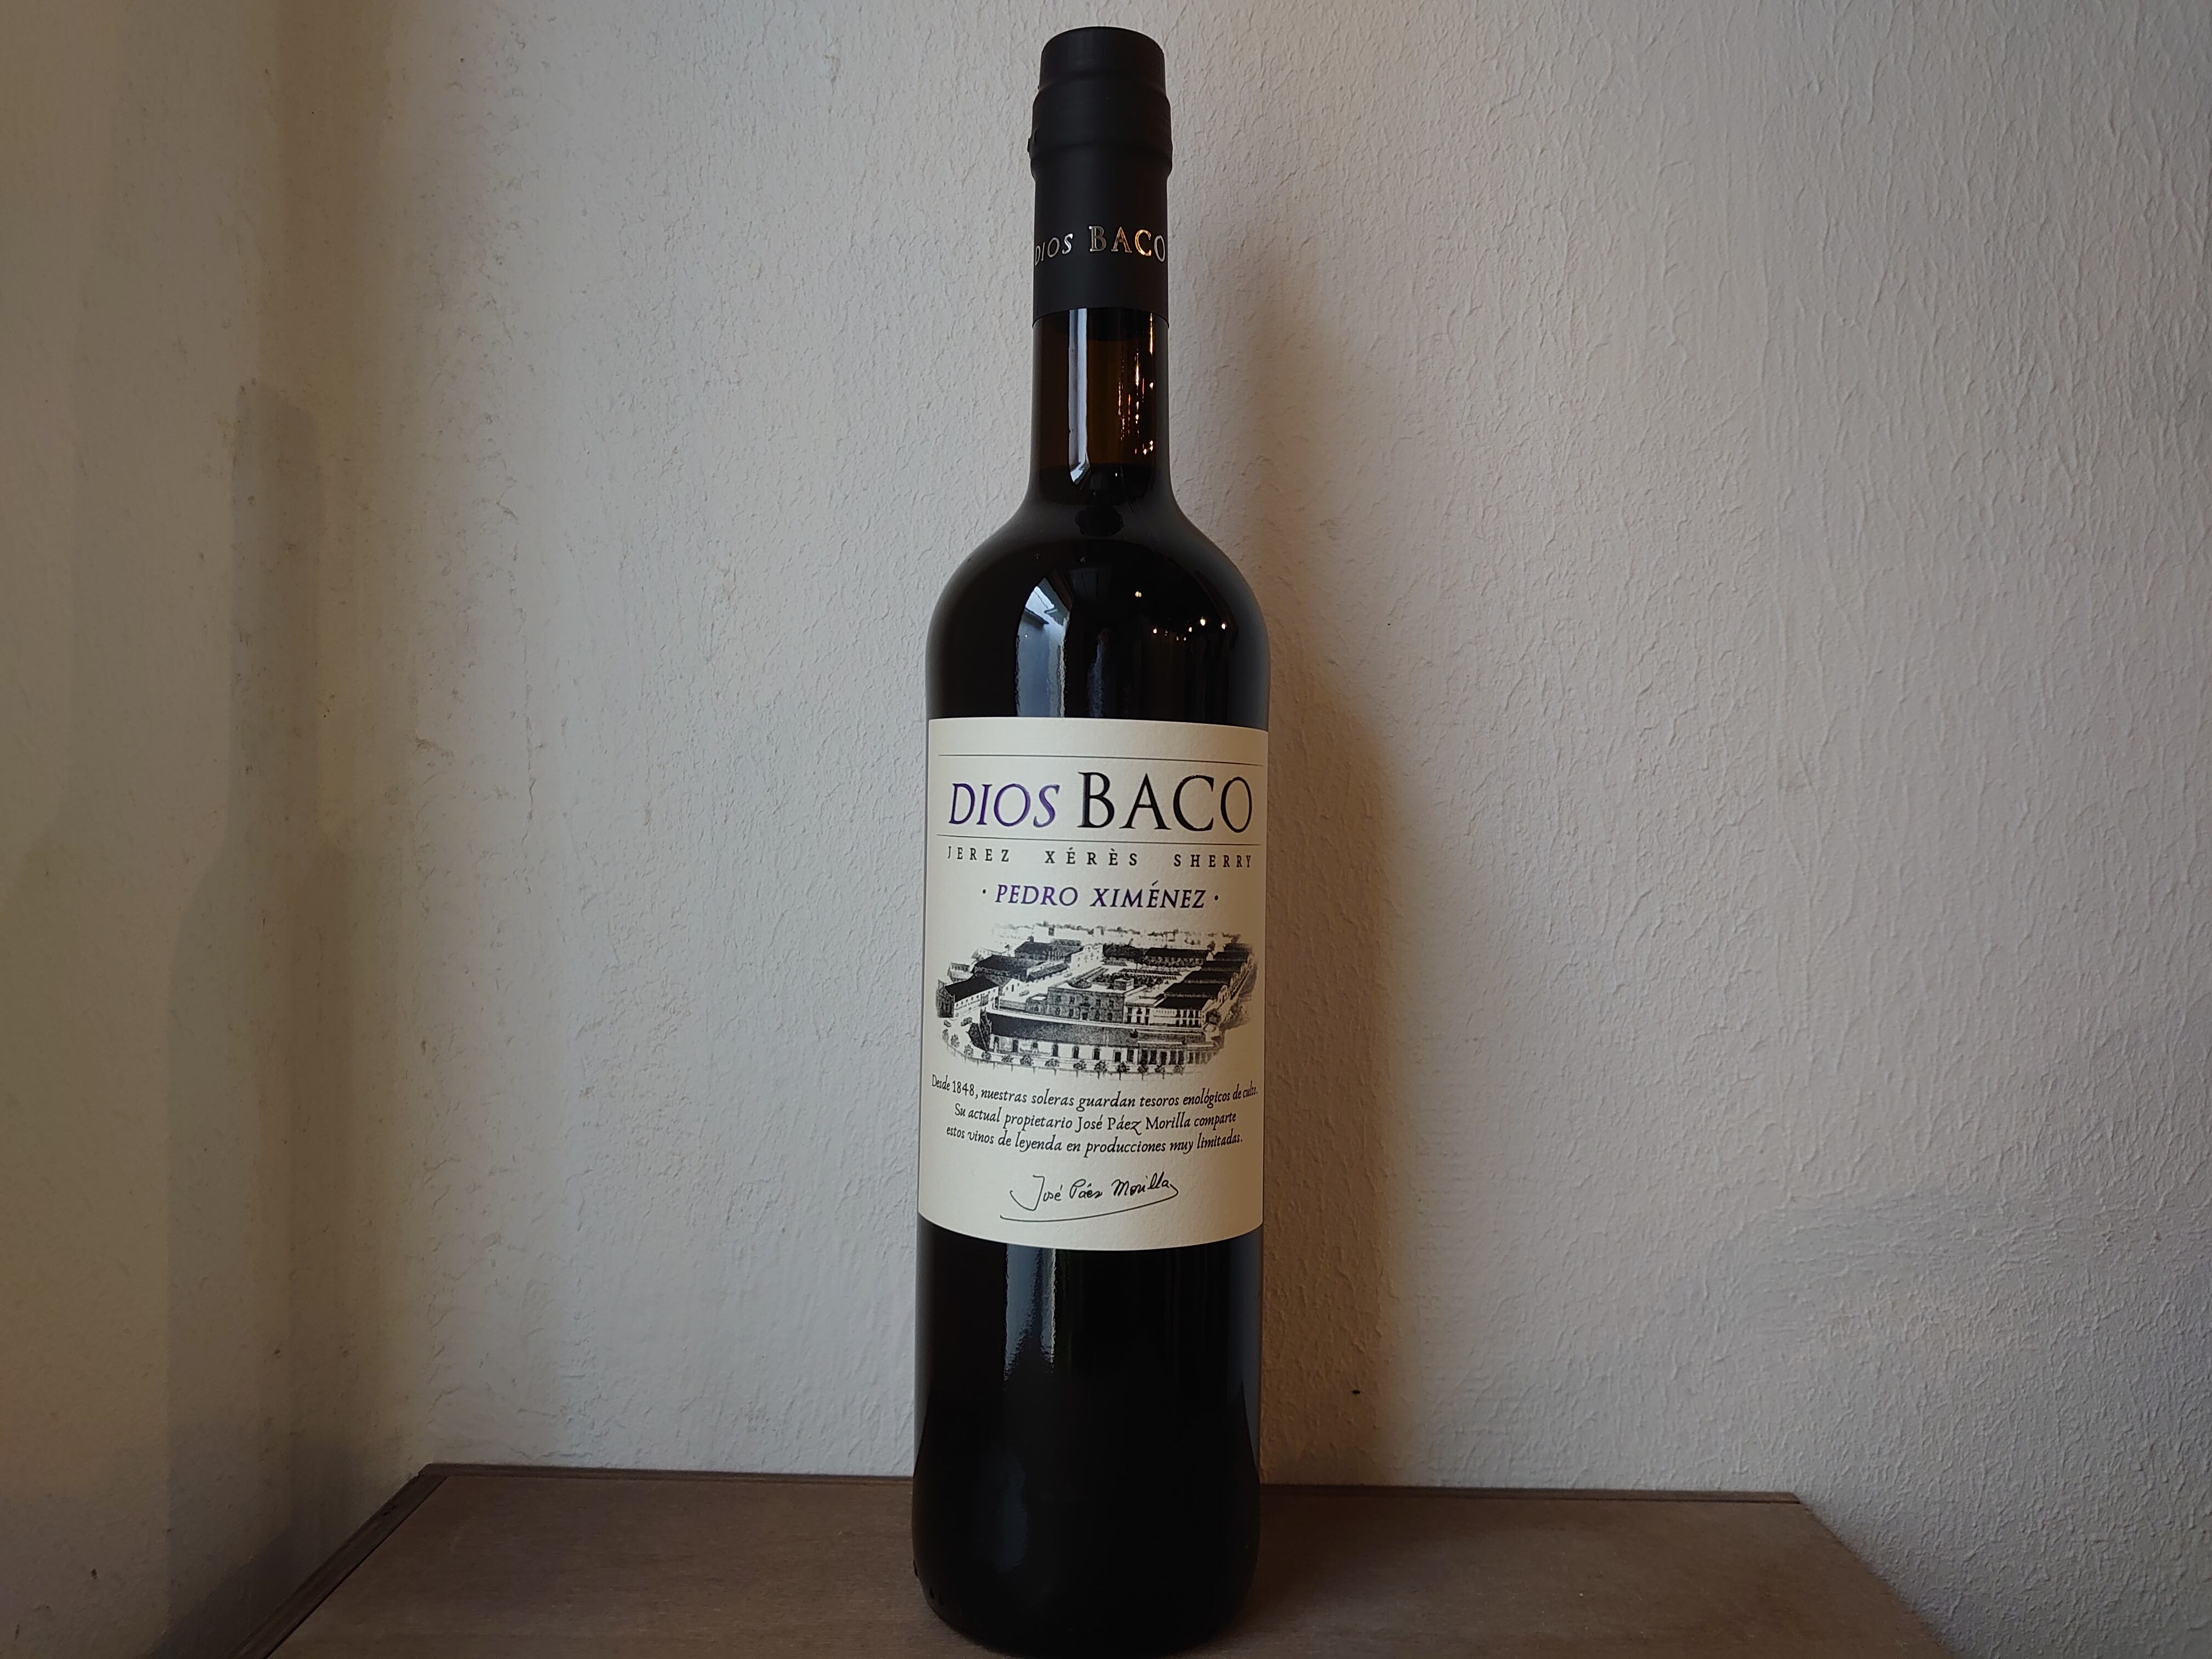 DIOS BACO
DIOS BACO
JEREZ XÉRÈS SHERRY
· PEDRO XIMÉNEZ ·
Desde 1848, nuestras soleras guardan tesoros enológicos de culto.
Su actual propietario José Páez Morilla comparte
estos vinos de leyenda en producciones muy limitadas.
José Páez Morilla